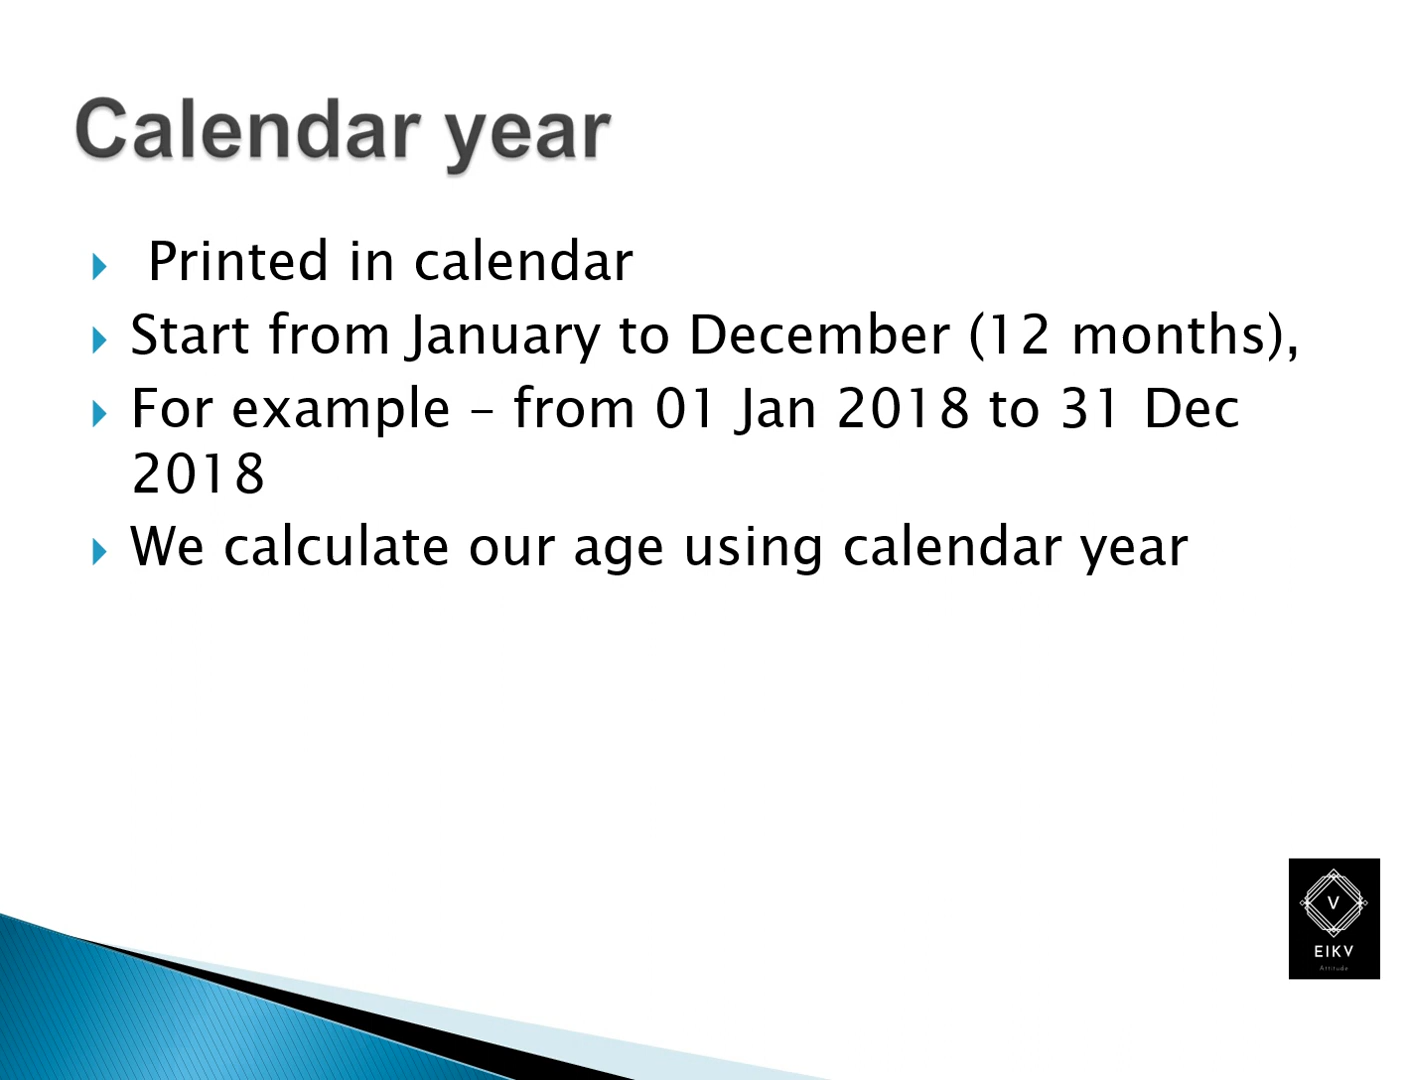 Calendar year
Printed in calendar
Start from January to December (12 months),
For example – from 01 Jan 2018 to 31 Dec
2018
We calculate our age using calendar year
V
EIKV
Attitude